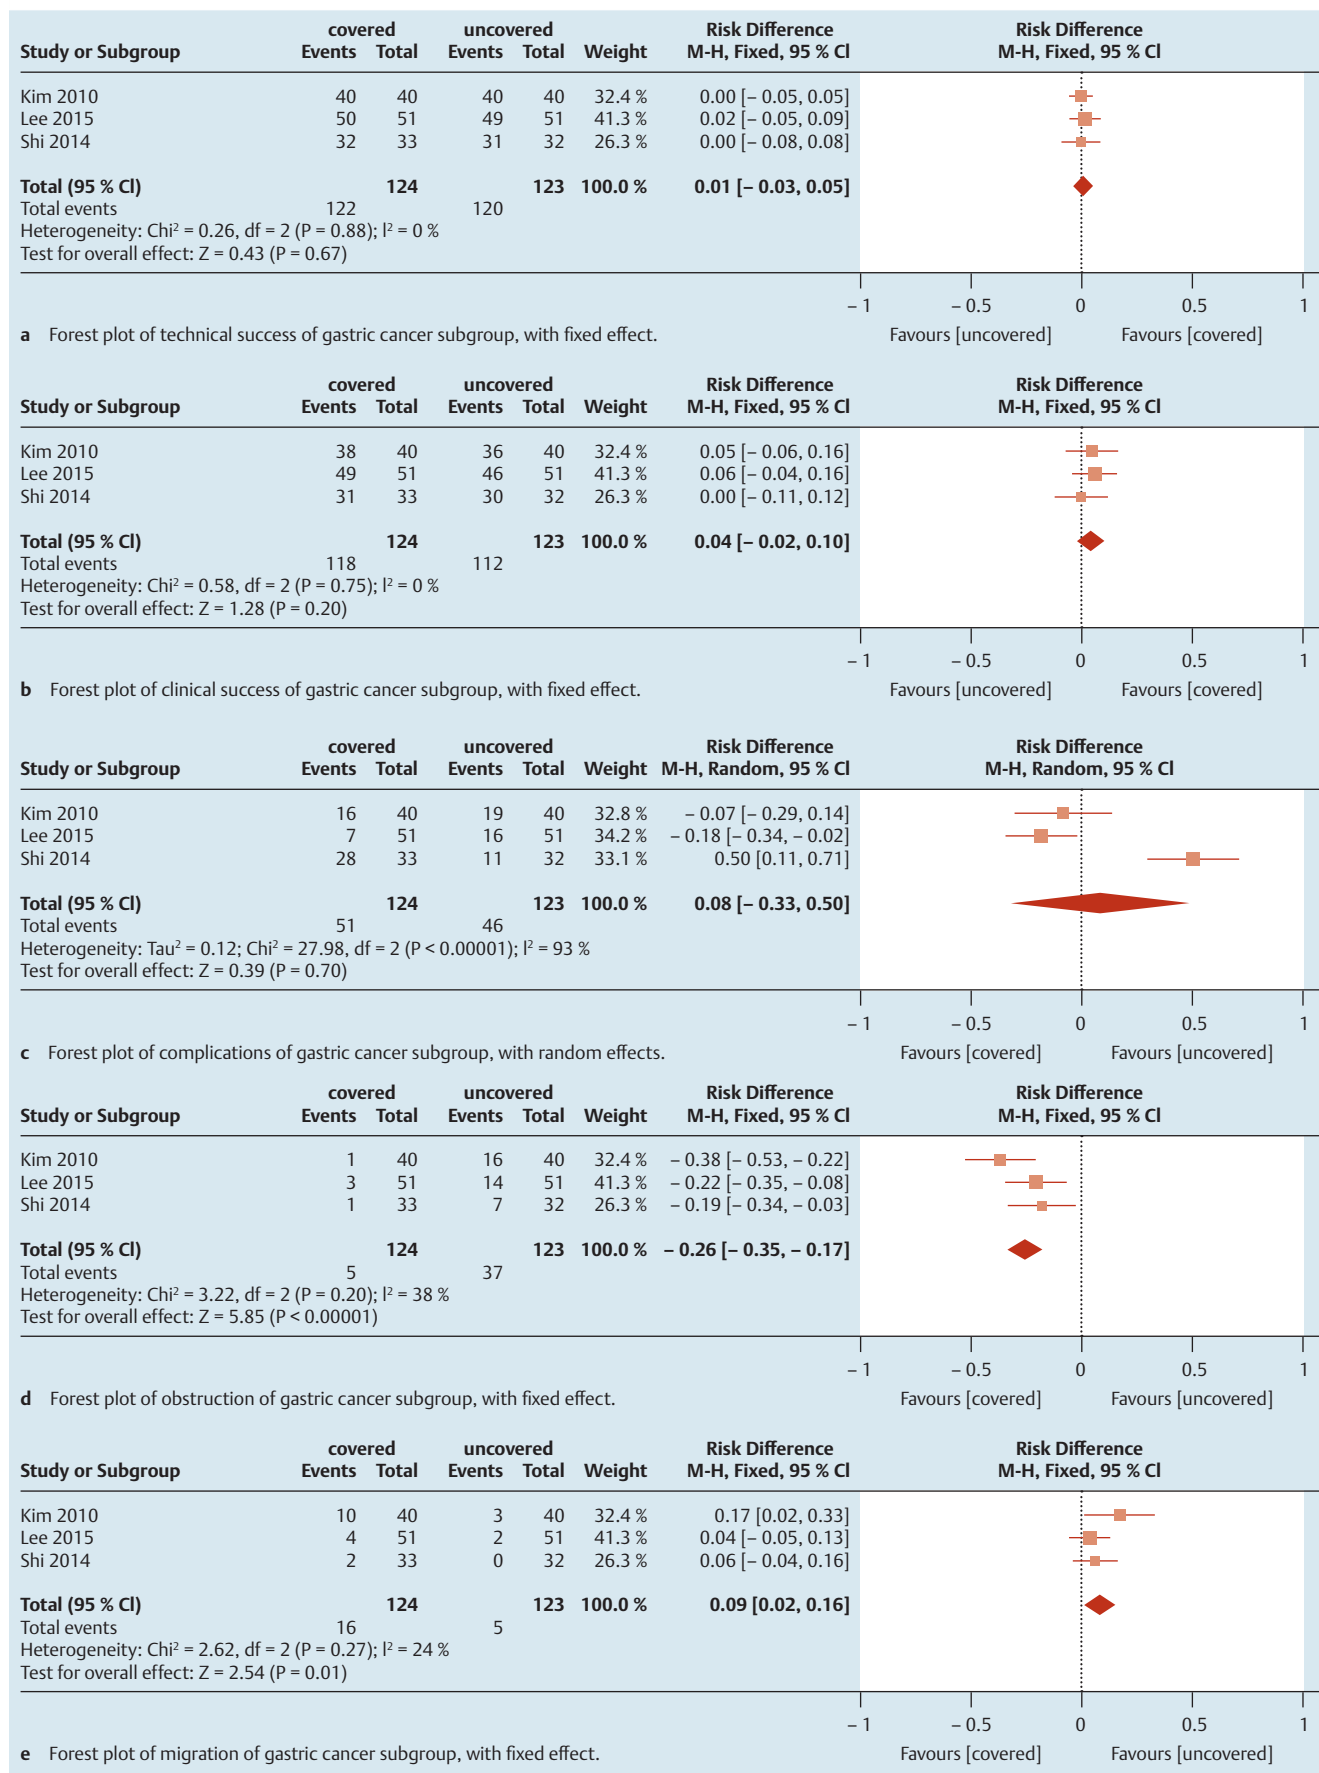 covered uncovered Risk Difference Risk Difference
Study or Subgroup Events Total Events Total Weight M-H, Fixed, 95 % CI M-H, Fixed, 95 % CI
Kim 2010 40 40 40 40 32.4 % 0.00 [– 0.05, 0.05]
Lee 2015 50 51 49 51 41.3 % 0.02 [– 0.05, 0.09]
Shi 2014 32 33 31 32 26.3 % 0.00 [– 0.08, 0.08]
Total (95 % CI) 124 123 100.0 % 0.01 [– 0.03, 0.05]
Total events 122 120
Heterogeneity: Chi² = 0.26, df = 2 (P = 0.88); I² = 0 %
Test for overall effect: Z = 0.43 (P = 0.67)
– 1 – 0.5 0 0.5 1
a Forest plot of technical success of gastric cancer subgroup, with fixed effect. Favours [uncovered] Favours [covered]
covered uncovered Risk Difference Risk Difference
Study or Subgroup Events Total Events Total Weight M-H, Fixed, 95 % CI M-H, Fixed, 95 % CI
Kim 2010 38 40 36 40 32.4 % 0.05 [– 0.06, 0.16]
Lee 2015 49 51 46 51 41.3 % 0.06 [– 0.04, 0.16]
Shi 2014 31 33 30 32 26.3 % 0.00 [– 0.11, 0.12]
Total (95 % CI) 124 123 100.0 % 0.04 [– 0.02, 0.10]
Total events 118 112
Heterogeneity: Chi² = 0.58, df = 2 (P = 0.75); I² = 0 %
Test for overall effect: Z = 1.28 (P = 0.20)
– 1 – 0.5 0 0.5 1
b Forest plot of clinical success of gastric cancer subgroup, with fixed effect. Favours [uncovered] Favours [covered]
covered uncovered Risk Difference Risk Difference
Study or Subgroup Events Total Events Total Weight M-H, Random, 95 % CI M-H, Random, 95 % CI
Kim 2010 16 40 19 40 32.8 % – 0.07 [– 0.29, 0.14]
Lee 2015 7 51 16 51 34.2 % – 0.18 [– 0.34, – 0.02]
Shi 2014 28 33 11 32 33.1 % 0.50 [0.11, 0.71]
Total (95 % CI) 124 123 100.0 % 0.08 [– 0.33, 0.50]
Total events 51 46
Heterogeneity: Tau² = 0.12; Chi² = 27.98, df = 2 (P < 0.00001); I² = 93 %
Test for overall effect: Z = 0.39 (P = 0.70)
– 1 – 0.5 0 0.5 1
c Forest plot of complications of gastric cancer subgroup, with random effects. Favours [covered] Favours [uncovered]
covered uncovered Risk Difference Risk Difference
Study or Subgroup Events Total Events Total Weight M-H, Fixed, 95 % CI M-H, Fixed, 95 % CI
Kim 2010 1 40 16 40 32.4 % – 0.38 [– 0.53, – 0.22]
Lee 2015 3 51 14 51 41.3 % – 0.22 [– 0.35, – 0.08]
Shi 2014 1 33 7 32 26.3 % – 0.19 [– 0.34, – 0.03]
Total (95 % CI) 124 123 100.0 % – 0.26 [– 0.35, – 0.17]
Total events 5 37
Heterogeneity: Chi² = 3.22, df = 2 (P = 0.20); I² = 38 %
Test for overall effect: Z = 5.85 (P < 0.00001)
– 1 – 0.5 0 0.5 1
d Forest plot of obstruction of gastric cancer subgroup, with fixed effect. Favours [covered] Favours [uncovered]
covered uncovered Risk Difference Risk Difference
Study or Subgroup Events Total Events Total Weight M-H, Fixed, 95 % CI M-H, Fixed, 95 % CI
Kim 2010 10 40 3 40 32.4 % 0.17 [0.02, 0.33]
Lee 2015 4 51 2 51 41.3 % 0.04 [– 0.05, 0.13]
Shi 2014 2 33 0 32 26.3 % 0.06 [– 0.04, 0.16]
Total (95 % CI) 124 123 100.0 % 0.09 [0.02, 0.16]
Total events 16 5
Heterogeneity: Chi² = 2.62, df = 2 (P = 0.27); I² = 24 %
Test for overall effect: Z = 2.54 (P = 0.01)
– 1 – 0.5 0 0.5 1
e Forest plot of migration of gastric cancer subgroup, with fixed effect. Favours [covered] Favours [uncovered]